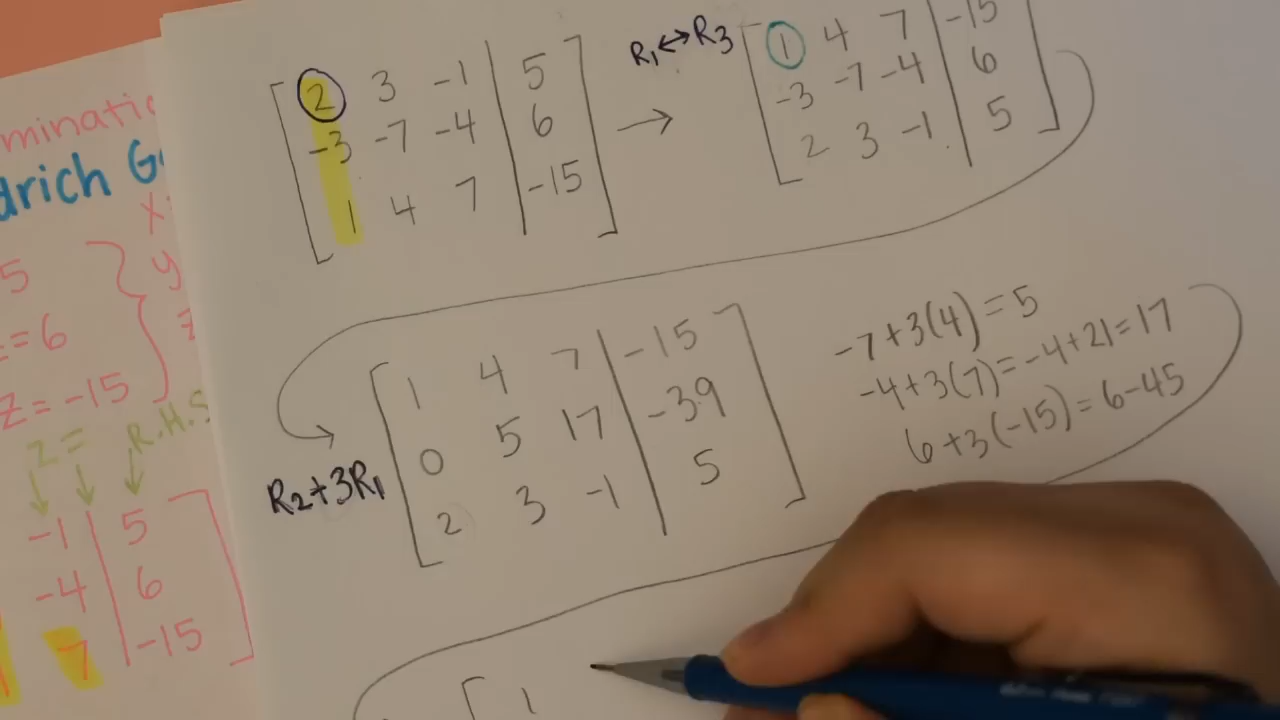 minatio
drich G
X
5
y
=6
z
Z=-15
Z= R.H.S
-1 5
-4 6
7 -15
2 3 -1 5
-3 -7 -4 6
1 4 7 -15
R1↔R3
→
1 4 7 -15
-3 -7 -4 6
2 3 -1 5
R2+3R1
1 4 7 -15
0 5 17 -39
2 3 -1 5
-7+3(4)=5
-4+3(7)=-4+21=17
6+3(-15)=6-45
1